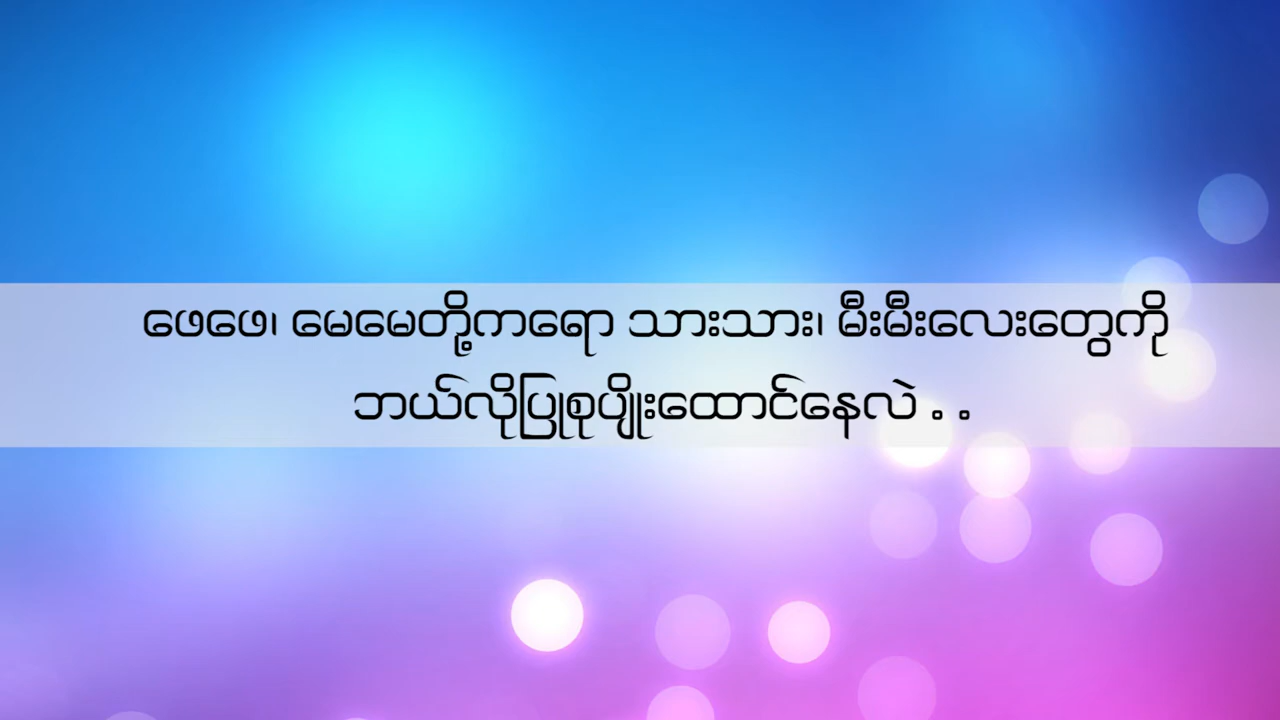 ဖေဖေ၊ မေမေတို့ကရော သားသား၊ မီးမီးလေးတွေကို
ဘယ်လိုပြုစုပျိုးထောင်နေလဲ . .